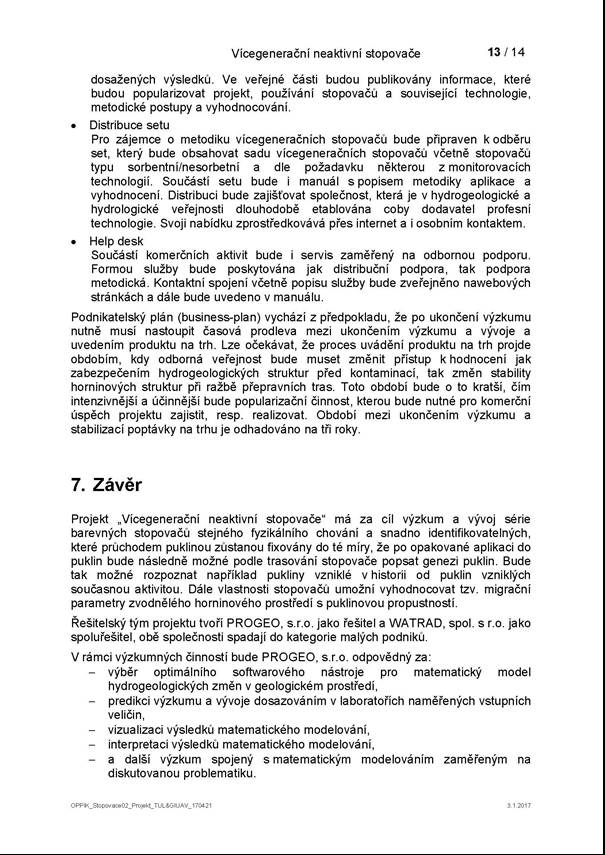 Vícegenerační neaktivní stopovače
13 / 14
dosažených výsledků. Ve veřejné části budou publikovány informace, které
budou popularizovat projekt, používání stopovačů a související technologie,
metodické postupy a vyhodnocování.
• Distribuce setu
Pro zájemce o metodiku vícegeneračních stopovačů bude připraven k odběru
set, který bude obsahovat sadu vícegeneračních stopovačů včetně stopovačů
typu sorbentní/nesorbetní a dle požadavku některou z monitorovacích
technologií. Součástí setu bude i manuál s popisem metodiky aplikace a
vyhodnocení. Distribuci bude zajišťovat společnost, která je v hydrogeologické a
hydrologické veřejnosti dlouhodobě etablována coby dodavatel profesní
technologie. Svoji nabídku zprostředkovává přes internet a i osobním kontaktem.
• Help desk
Součástí komerčních aktivit bude i servis zaměřený na odbornou podporu.
Formou služby bude poskytována jak distribuční podpora, tak podpora
metodická. Kontaktní spojení včetně popisu služby bude zveřejněno nawebových
stránkách a dále bude uvedeno v manuálu.
Podnikatelský plán (business-plan) vychází z předpokladu, že po ukončení výzkumu
nutně musí nastoupit časová prodleva mezi ukončením výzkumu a vývoje a
uvedením produktu na trh. Lze očekávat, že proces uvádění produktu na trh projde
obdobím, kdy odborná veřejnost bude muset změnit přístup k hodnocení jak
zabezpečením hydrogeologických struktur před kontaminací, tak změn stability
horninových struktur při ražbě přepravních tras. Toto období bude o to kratší, čím
intenzivnější a účinnější bude popularizační činnost, kterou bude nutné pro komerční
úspěch projektu zajistit, resp. realizovat. Období mezi ukončením výzkumu a
stabilizací poptávky na trhu je odhadováno na tři roky.
7. Závěr
Projekt „Vícegenerační neaktivní stopovače“ má za cíl výzkum a vývoj série
barevných stopovačů stejného fyzikálního chování a snadno identifikovatelných,
které průchodem puklinou zůstanou fixovány do té míry, že po opakované aplikaci do
puklin bude následně možné podle trasování stopovače popsat genezi puklin. Bude
tak možné rozpoznat například pukliny vzniklé v historii od puklin vzniklých
současnou aktivitou. Dále vlastnosti stopovačů umožní vyhodnocovat tzv. migrační
parametry zvodnělého horninového prostředí s puklinovou propustností.
Řešitelský tým projektu tvoří PROGEO, s.r.o. jako řešitel a WATRAD, spol. s r.o. jako
spoluřešitel, obě společnosti spadají do kategorie malých podniků.
V rámci výzkumných činností bude PROGEO, s.r.o. odpovědný za:
– výběr optimálního softwarového nástroje pro matematický model
hydrogeologických změn v geologickém prostředí,
– predikci výzkumu a vývoje dosazováním v laboratořích naměřených vstupních
veličin,
– vizualizaci výsledků matematického modelování,
– interpretaci výsledků matematického modelování,
– a další výzkum spojený s matematickým modelováním zaměřeným na
diskutovanou problematiku.
OPPIK_Stopovace02_Projekt_TUL&GIUAV_170421
3.1.2017